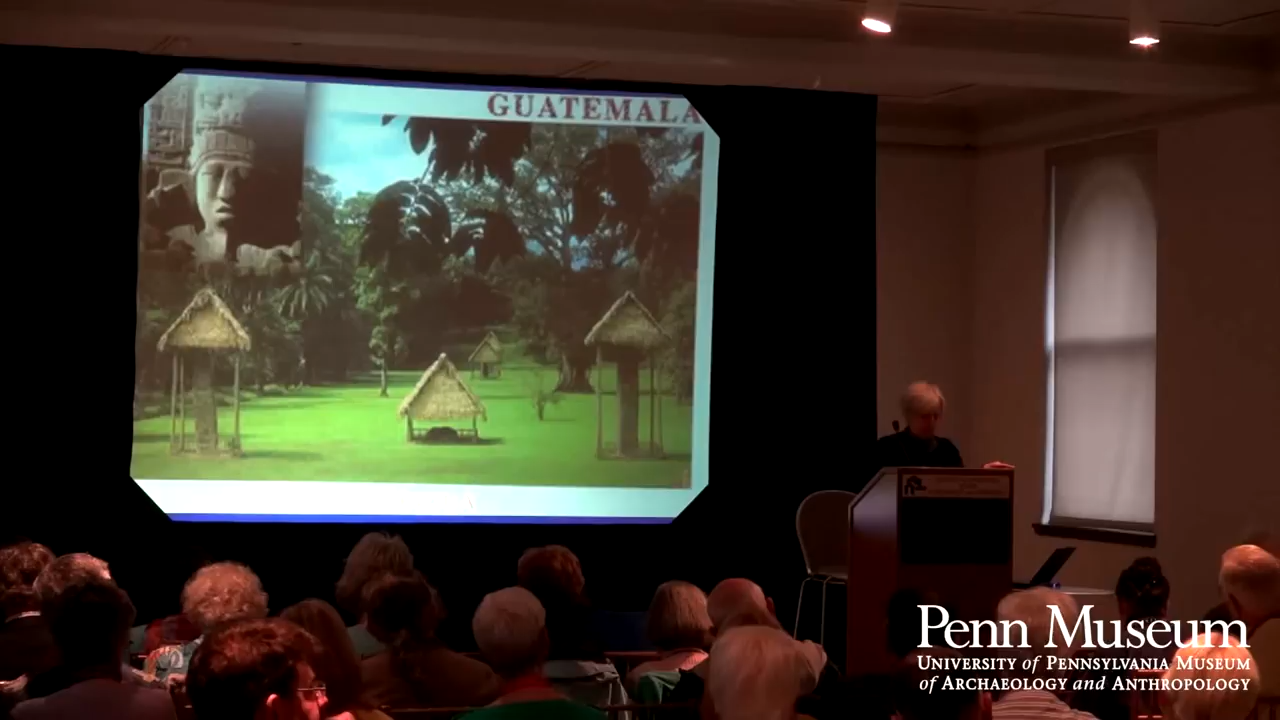 GUATEMALA
Penn Museum
University of Pennsylvania Museum
of Archaeology and Anthropology